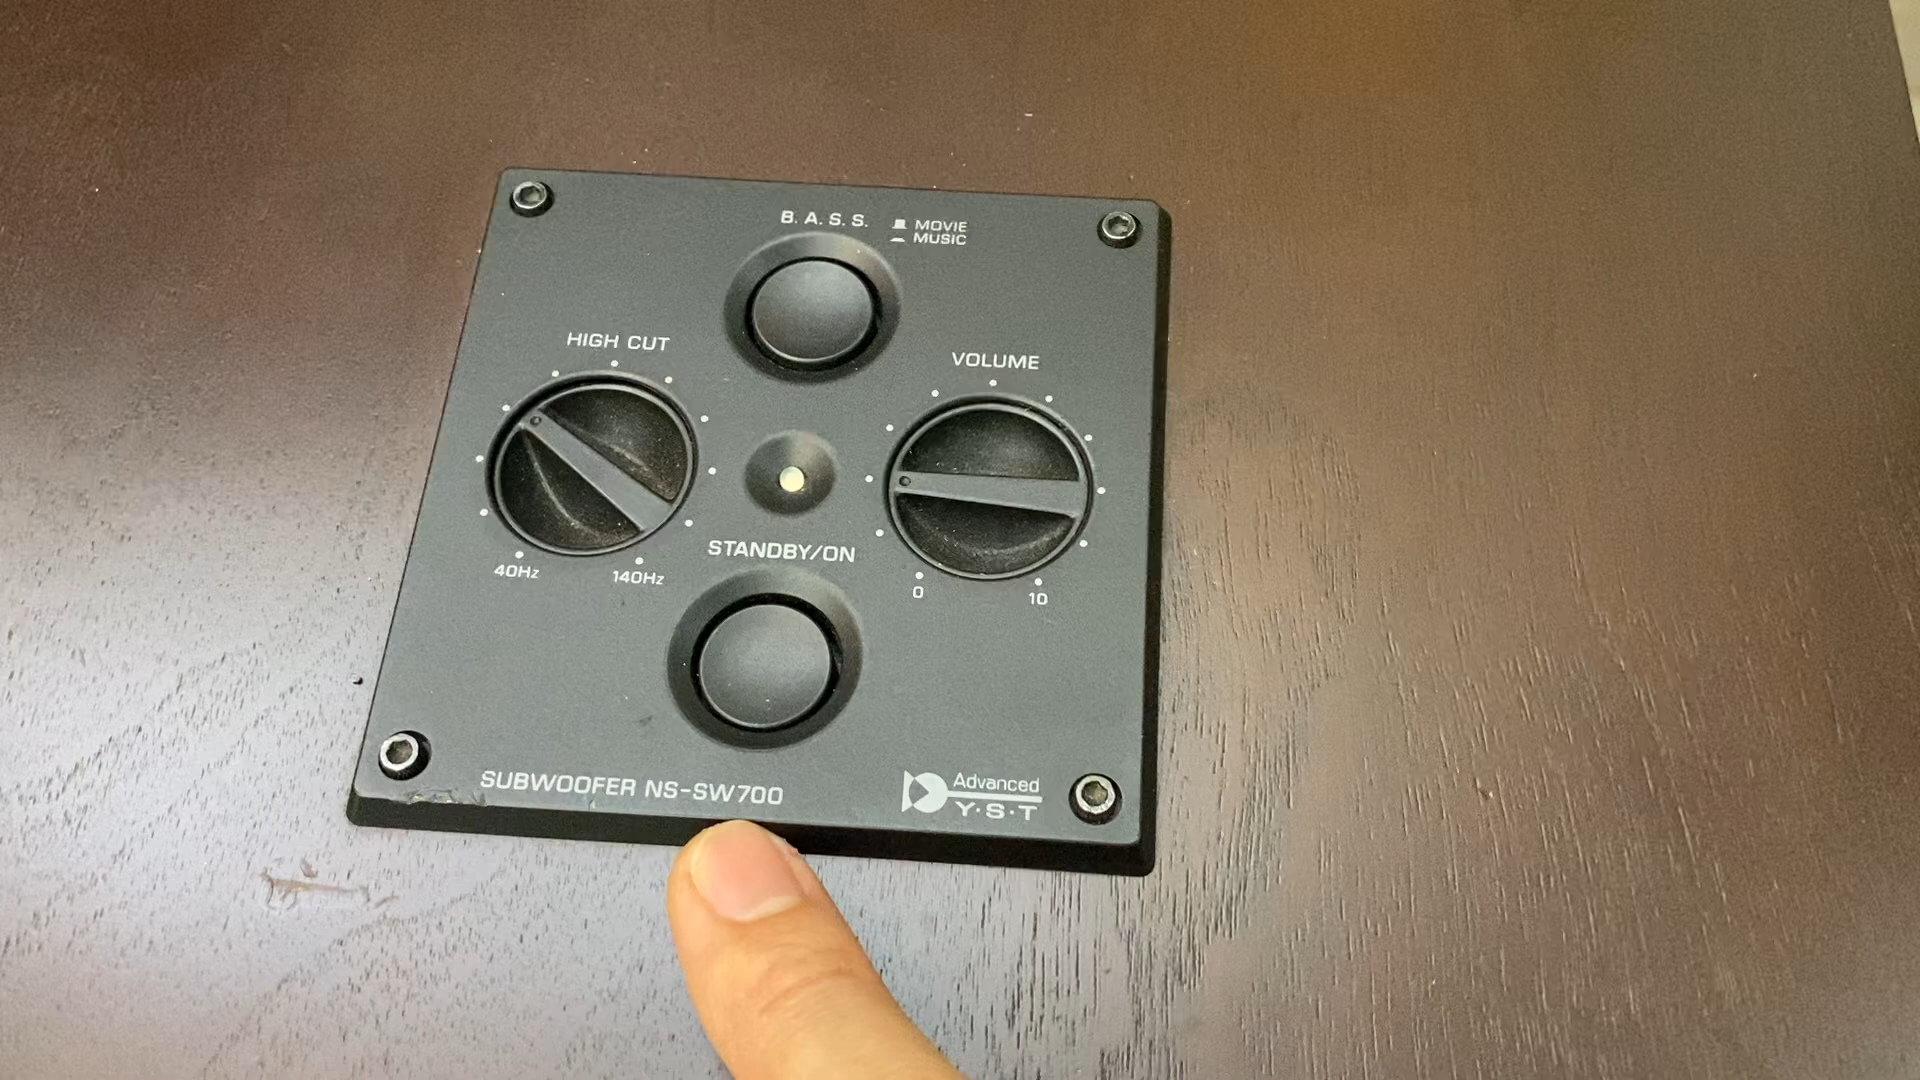 B.A.S.S.
MOVIE
MUSIC
HIGH CUT
VOLUME
40Hz
140Hz
STANDBY/ON
0
10
SUBWOOFER NS-SW700
Advanced
Y·S·T